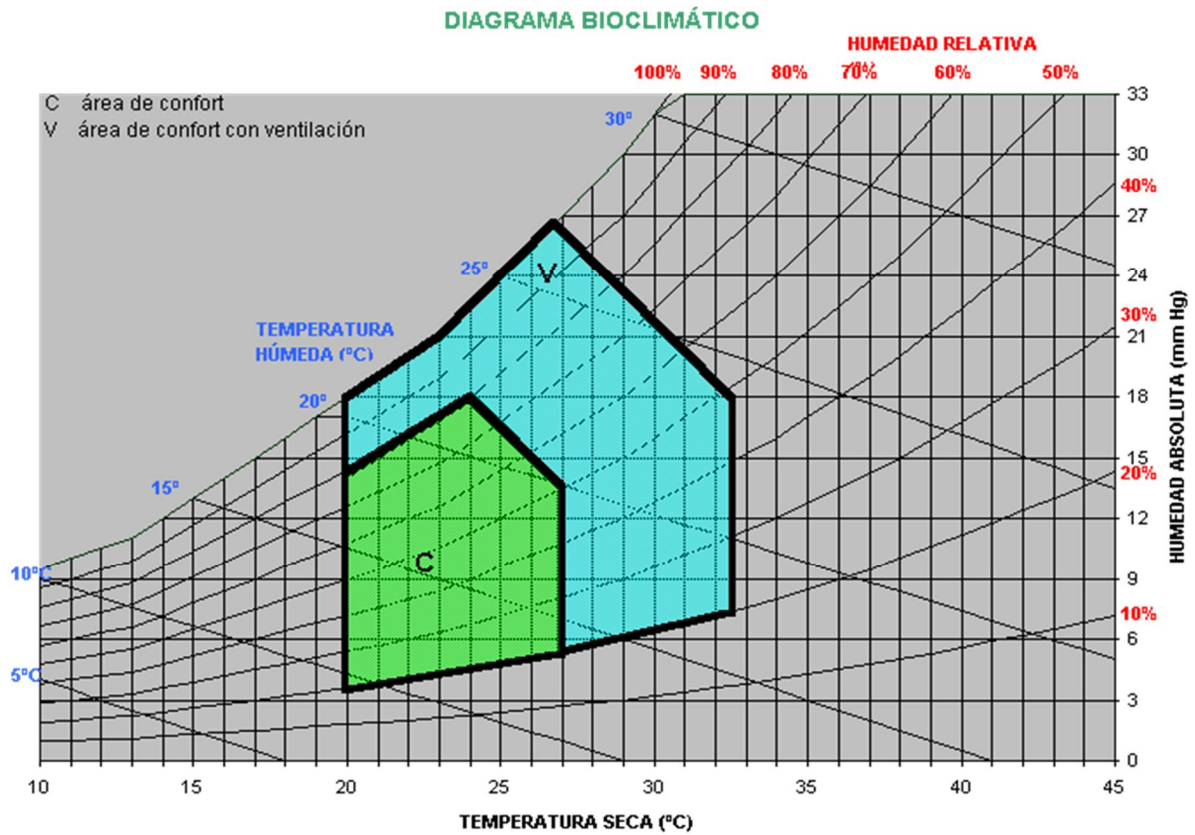 DIAGRAMA BIOCLIMÁTICO
HUMEDAD RELATIVA
100% 90% 80% 70% 60% 50%
C área de confort
V área de confort con ventilación
30º
33
30
40%
27
25º
V
24
30%
TEMPERATURA
HÚMEDA (ºC)
21
20º
18
15º
15
20%
12
C
10ºC
9
10%
6
5ºC
3
0
HUMEDAD ABSOLUTA (mm Hg)
10 15 20 25 30 35 40 45
TEMPERATURA SECA (ºC)